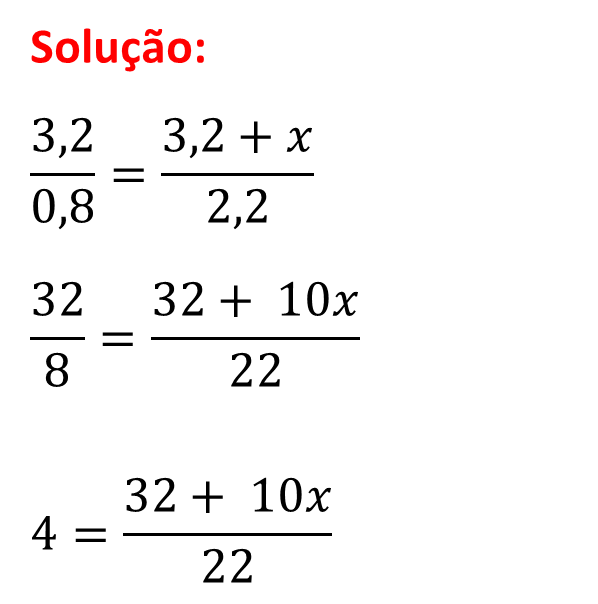 Solução:
3,2/0,8 = (3,2 + x)/2,2
32/8 = (32 + 10x)/22
4 = (32 + 10x)/22